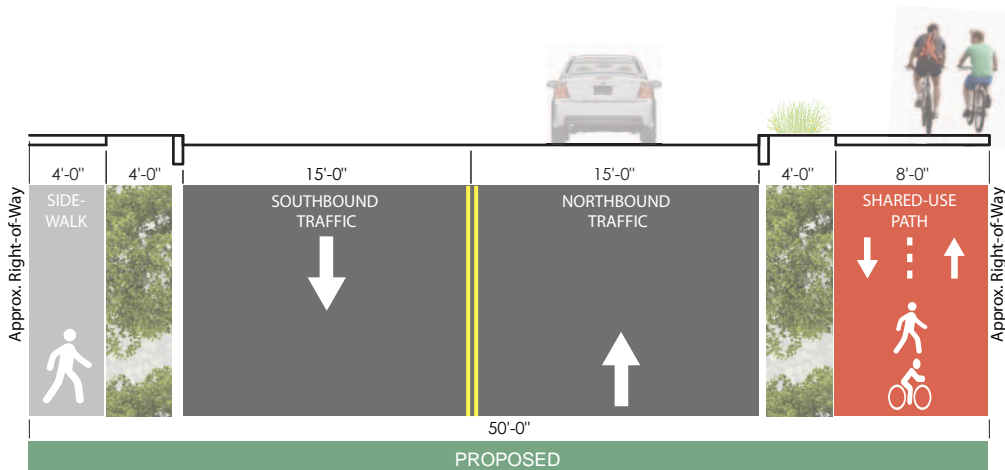 4'-0"
4'-0"
15'-0"
15'-0"
4'-0"
8'-0"
Approx. Right-of-Way
SIDE-
WALK
SOUTHBOUND
TRAFFIC
NORTHBOUND
TRAFFIC
SHARED-USE
PATH
Approx. Right-of-Way
50'-0"
PROPOSED